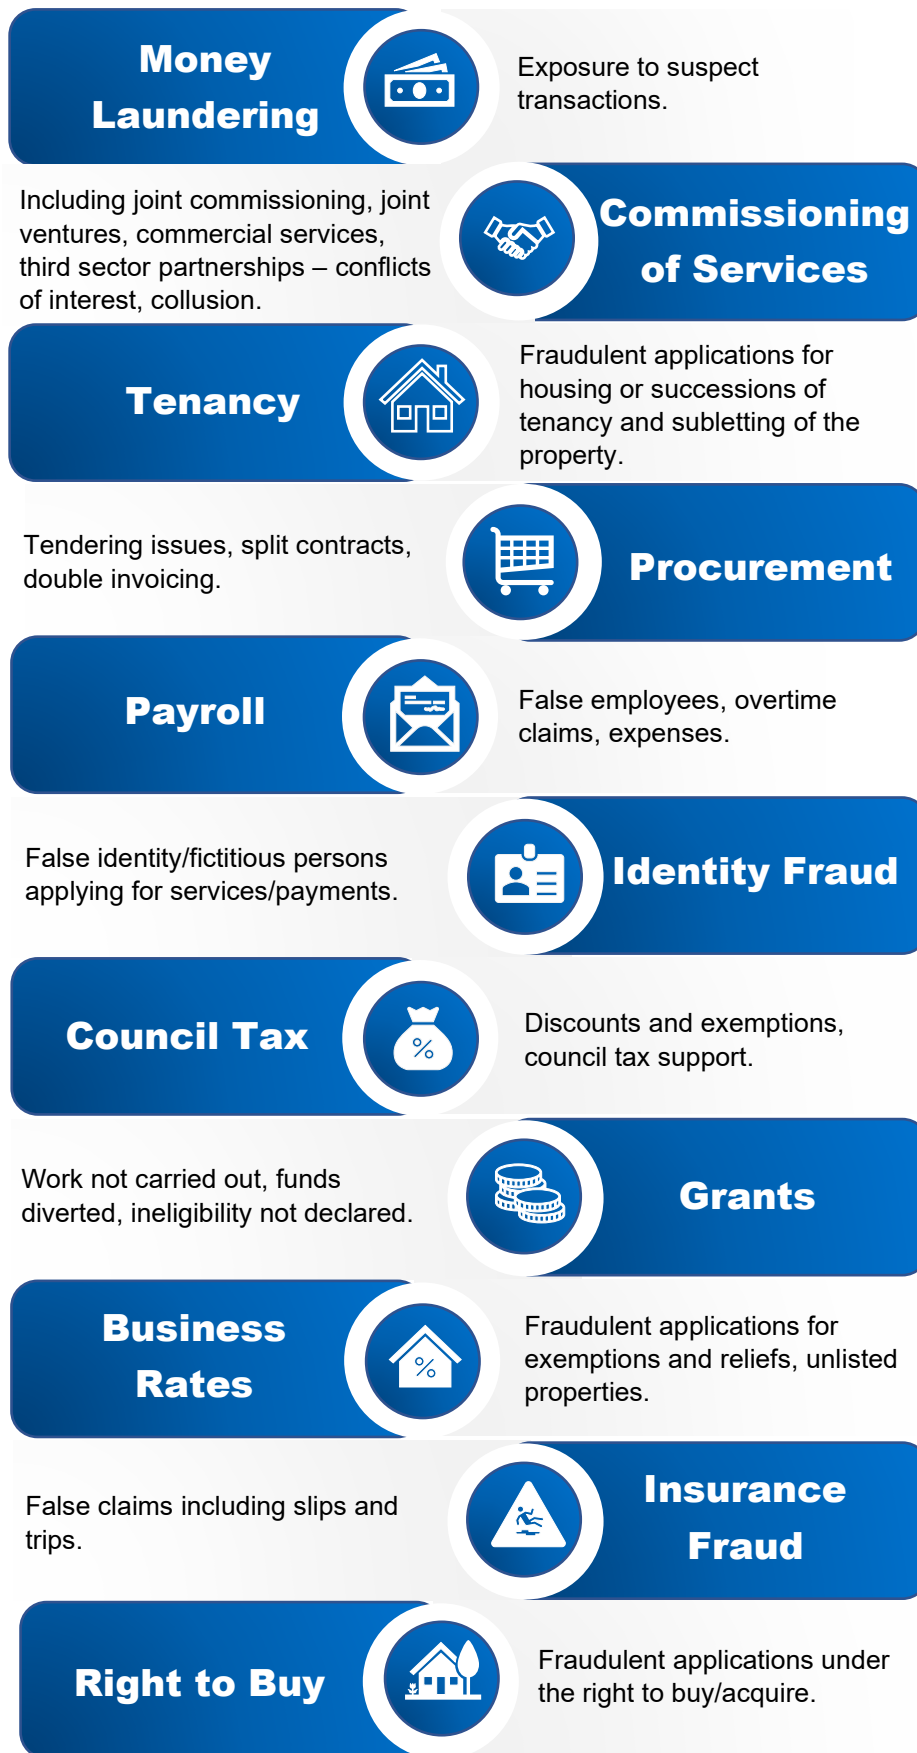 Money
Laundering
Exposure to suspect
transactions.
Including joint commissioning, joint
ventures, commercial services,
third sector partnerships – conflicts
of interest, collusion.
Commissioning
of Services
Tenancy
Fraudulent applications for
housing or successions of
tenancy and subletting of the
property.
Tendering issues, split contracts,
double invoicing.
Procurement
Payroll
False employees, overtime
claims, expenses.
False identity/fictitious persons
applying for services/payments.
Identity Fraud
Council Tax
%
Discounts and exemptions,
council tax support.
Work not carried out, funds
diverted, ineligibility not declared.
Grants
Business
Rates
%
Fraudulent applications for
exemptions and reliefs, unlisted
properties.
False claims including slips and
trips.
Insurance
Fraud
Right to Buy
Fraudulent applications under
the right to buy/acquire.